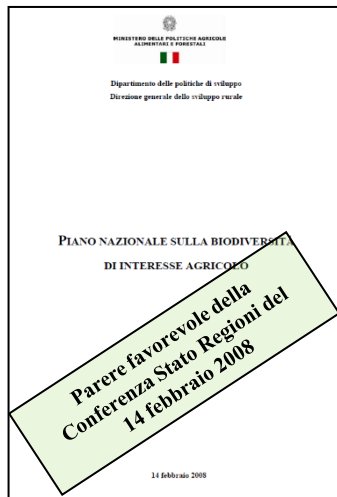 MINISTERO DELLE POLITICHE AGRICOLE
ALIMENTARI E FORESTALI
Dipartimento delle politiche di sviluppo
Direzione generale dello sviluppo rurale
PIANO NAZIONALE SULLA BIODIVERSITÀ
DI INTERESSE AGRICOLO
Parere favorevole della
Conferenza Stato Regioni del
14 febbraio 2008
14 febbraio 2008